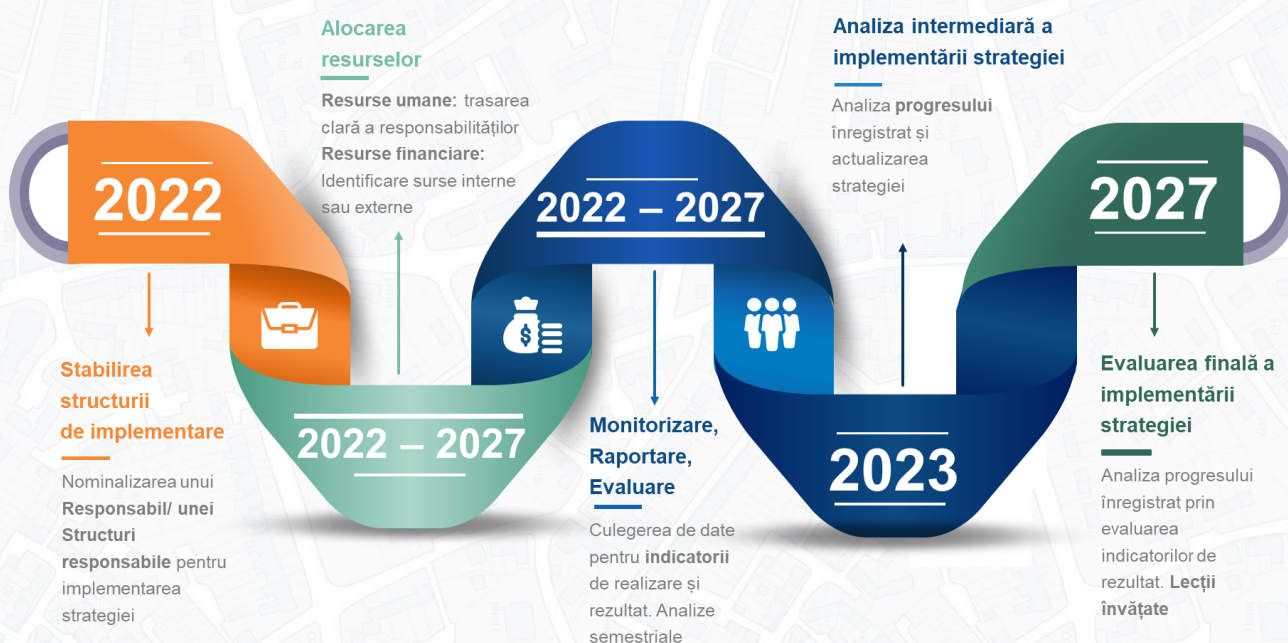 2022
Stabilirea
structurii
de implementare
Nominalizarea unui
Responsabil/ unei
Structuri
responsabile pentru
implementarea
strategiei
Alocarea
resurselor
Resurse umane: trasarea
clară a responsabilităților
Resurse financiare:
Identificare surse interne
sau externe
2022 – 2027
2022 – 2027
Monitorizare,
Raportare,
Evaluare
Culegerea de date
pentru indicatorii
de realizare și
rezultat. Analize
semestriale
Analiza intermediară a
implementării strategiei
Analiza progresului
înregistrat și
actualizarea
strategiei
2023
2027
Evaluarea finală a
implementării
strategiei
Analiza progresului
înregistrat prin
evaluarea
indicatorilor de
rezultat. Lecții
învățate
$